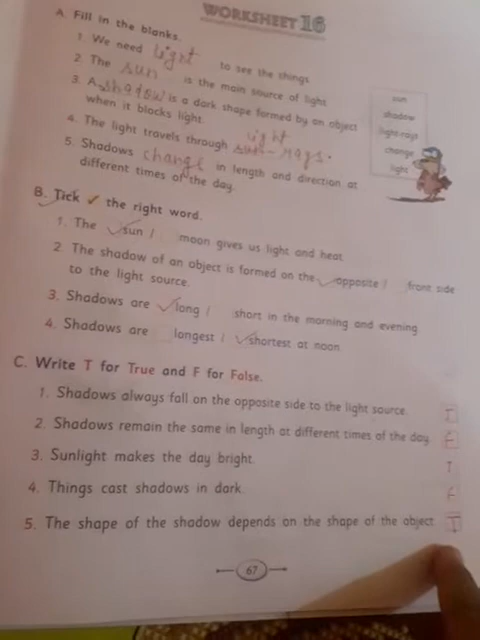 WORKSHEET 16
A. Fill in the blanks.
1. We need light to see the things
2. The sun is the main source of light
3. A shadow is a dark shape formed by an object
when it blocks light.
4. The light travels through light - rays.
5. Shadows change in length and direction at
different times of the day.
sun
shadow
light-rays
change
light
B. Tick ✓ the right word.
1. The ✓ sun / moon gives us light and heat.
2. The shadow of an object is formed on the ✓ opposite / front side
to the light source.
3. Shadows are ✓ long / short in the morning and evening
4. Shadows are longest / ✓ shortest at noon
C. Write T for True and F for False.
1. Shadows always fall on the opposite side to the light source. T
2. Shadows remain the same in length at different times of the day. F
3. Sunlight makes the day bright. T
4. Things cast shadows in dark. F
5. The shape of the shadow depends on the shape of the object T
67